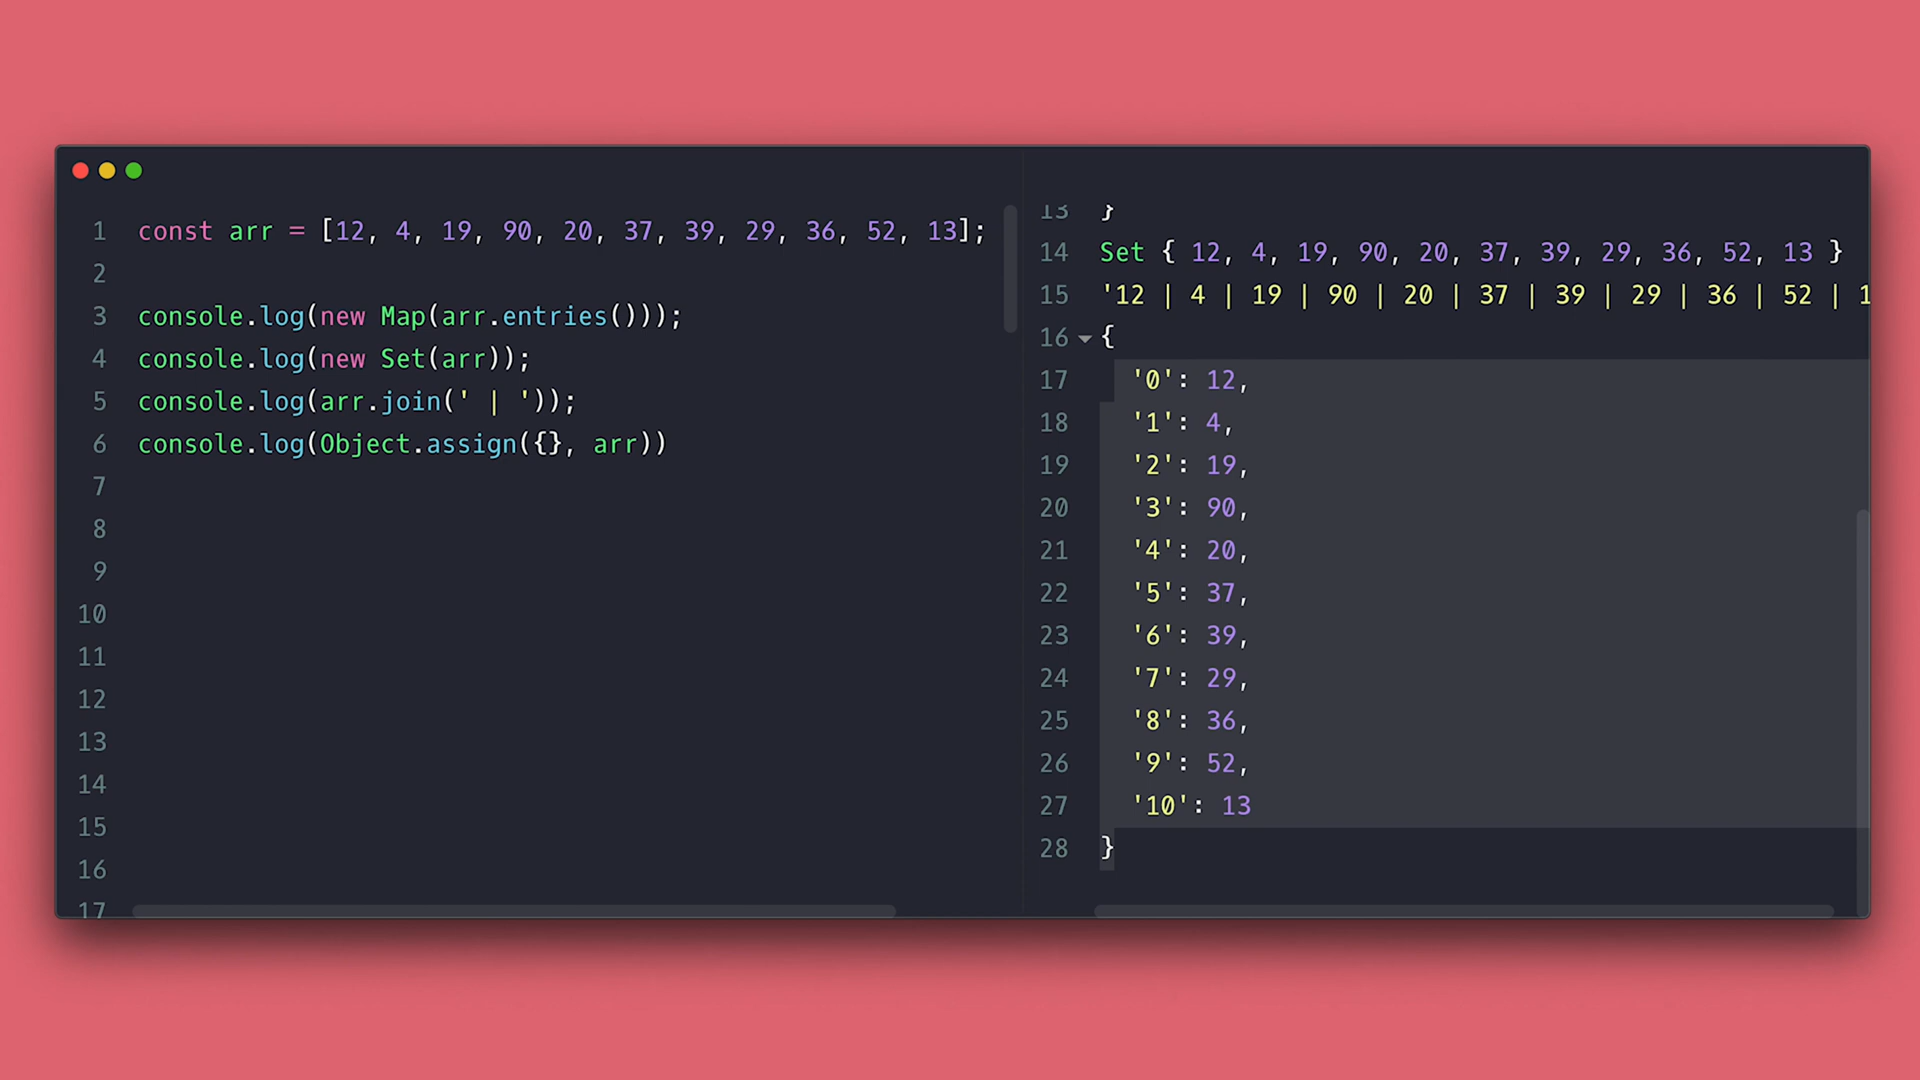 1 const arr = [12, 4, 19, 90, 20, 37, 39, 29, 36, 52, 13];
2
3 console.log(new Map(arr.entries()));
4 console.log(new Set(arr));
5 console.log(arr.join(' | '));
6 console.log(Object.assign({}, arr))
7
8
9
10
11
12
13
14
15
16
17
13 }
14 Set { 12, 4, 19, 90, 20, 37, 39, 29, 36, 52, 13 }
15 '12 | 4 | 19 | 90 | 20 | 37 | 39 | 29 | 36 | 52 | 1
16 {
17 '0': 12,
18 '1': 4,
19 '2': 19,
20 '3': 90,
21 '4': 20,
22 '5': 37,
23 '6': 39,
24 '7': 29,
25 '8': 36,
26 '9': 52,
27 '10': 13
28 }